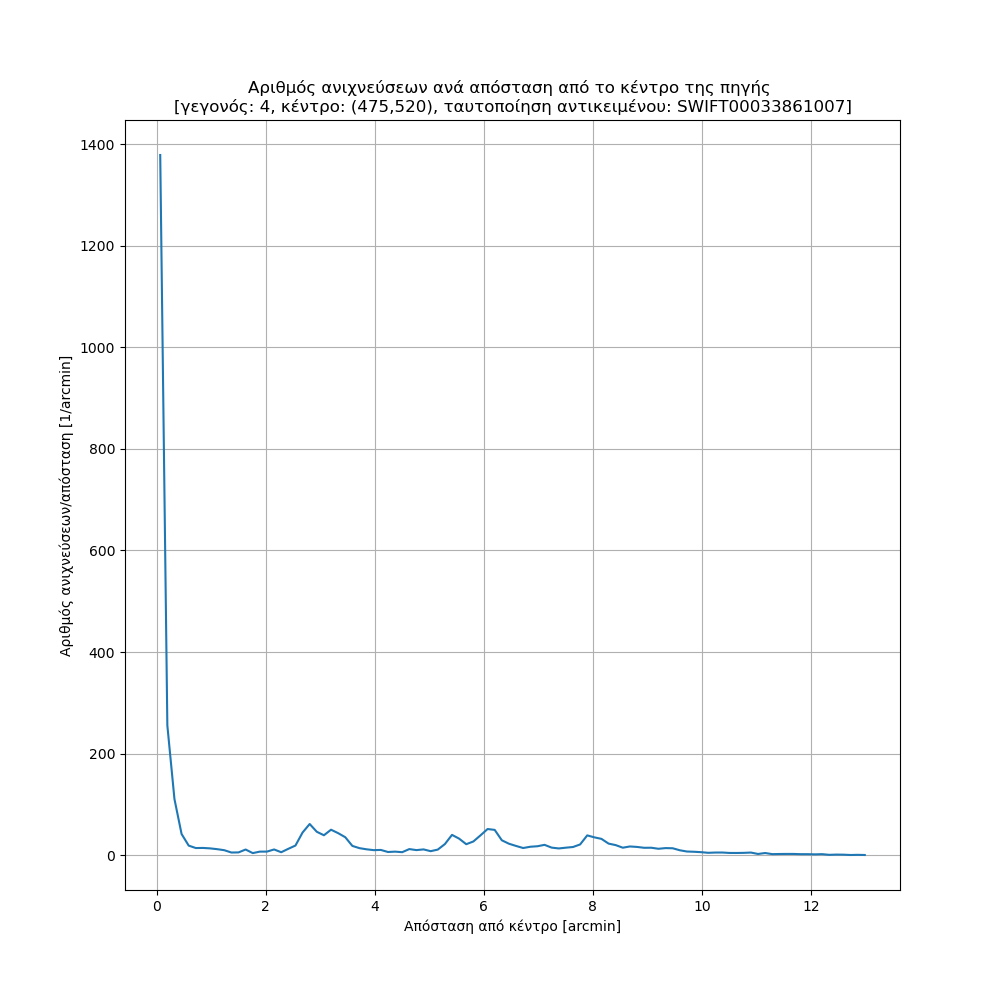 Αριθμός ανιχνεύσεων ανά απόσταση από το κέντρο της πηγής
[γεγονός: 4, κέντρο: (475,520), ταυτοποίηση αντικειμένου: SWIFT00033861007]
Αριθμός ανιχνεύσεων/απόσταση [1/arcmin]
1400
1200
1000
800
600
400
200
0
0 2 4 6 8 10 12
Απόσταση από κέντρο [arcmin]